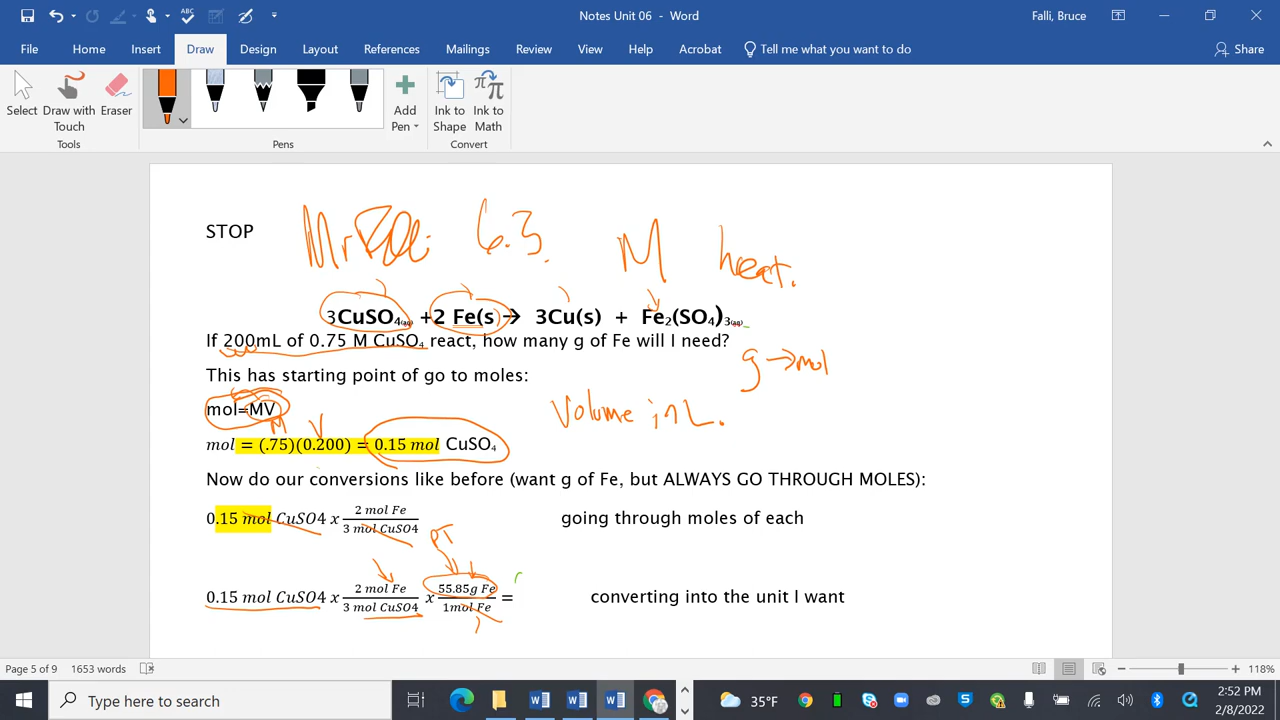 Notes Unit 06 - Word
Falli, Bruce
File Home Insert Draw Design Layout References Mailings Review View Help Acrobat Tell me what you want to do Share
Select Draw with Touch Eraser Add Pen Ink to Shape Ink to Math
Tools Pens Convert
STOP
6.3 M heat.
3CuSO4(aq) +2 Fe(s) → 3Cu(s) + Fe2(SO4)3(aq)
If 200mL of 0.75 M CuSO4 react, how many g of Fe will I need?
g → mol
This has starting point of go to moles:
mol=MV
Volume in L.
M V
mol = (.75)(0.200) = 0.15 mol CuSO4
Now do our conversions like before (want g of Fe, but ALWAYS GO THROUGH MOLES):
0.15 mol CuSO4 x 2 mol Fe / 3 mol CuSO4 going through moles of each
PT
0.15 mol CuSO4 x 2 mol Fe / 3 mol CuSO4 x 55.85g Fe / 1mol Fe = converting into the unit I want
Page 5 of 9 1653 words 118%
Type here to search
35°F
2:52 PM
2/8/2022